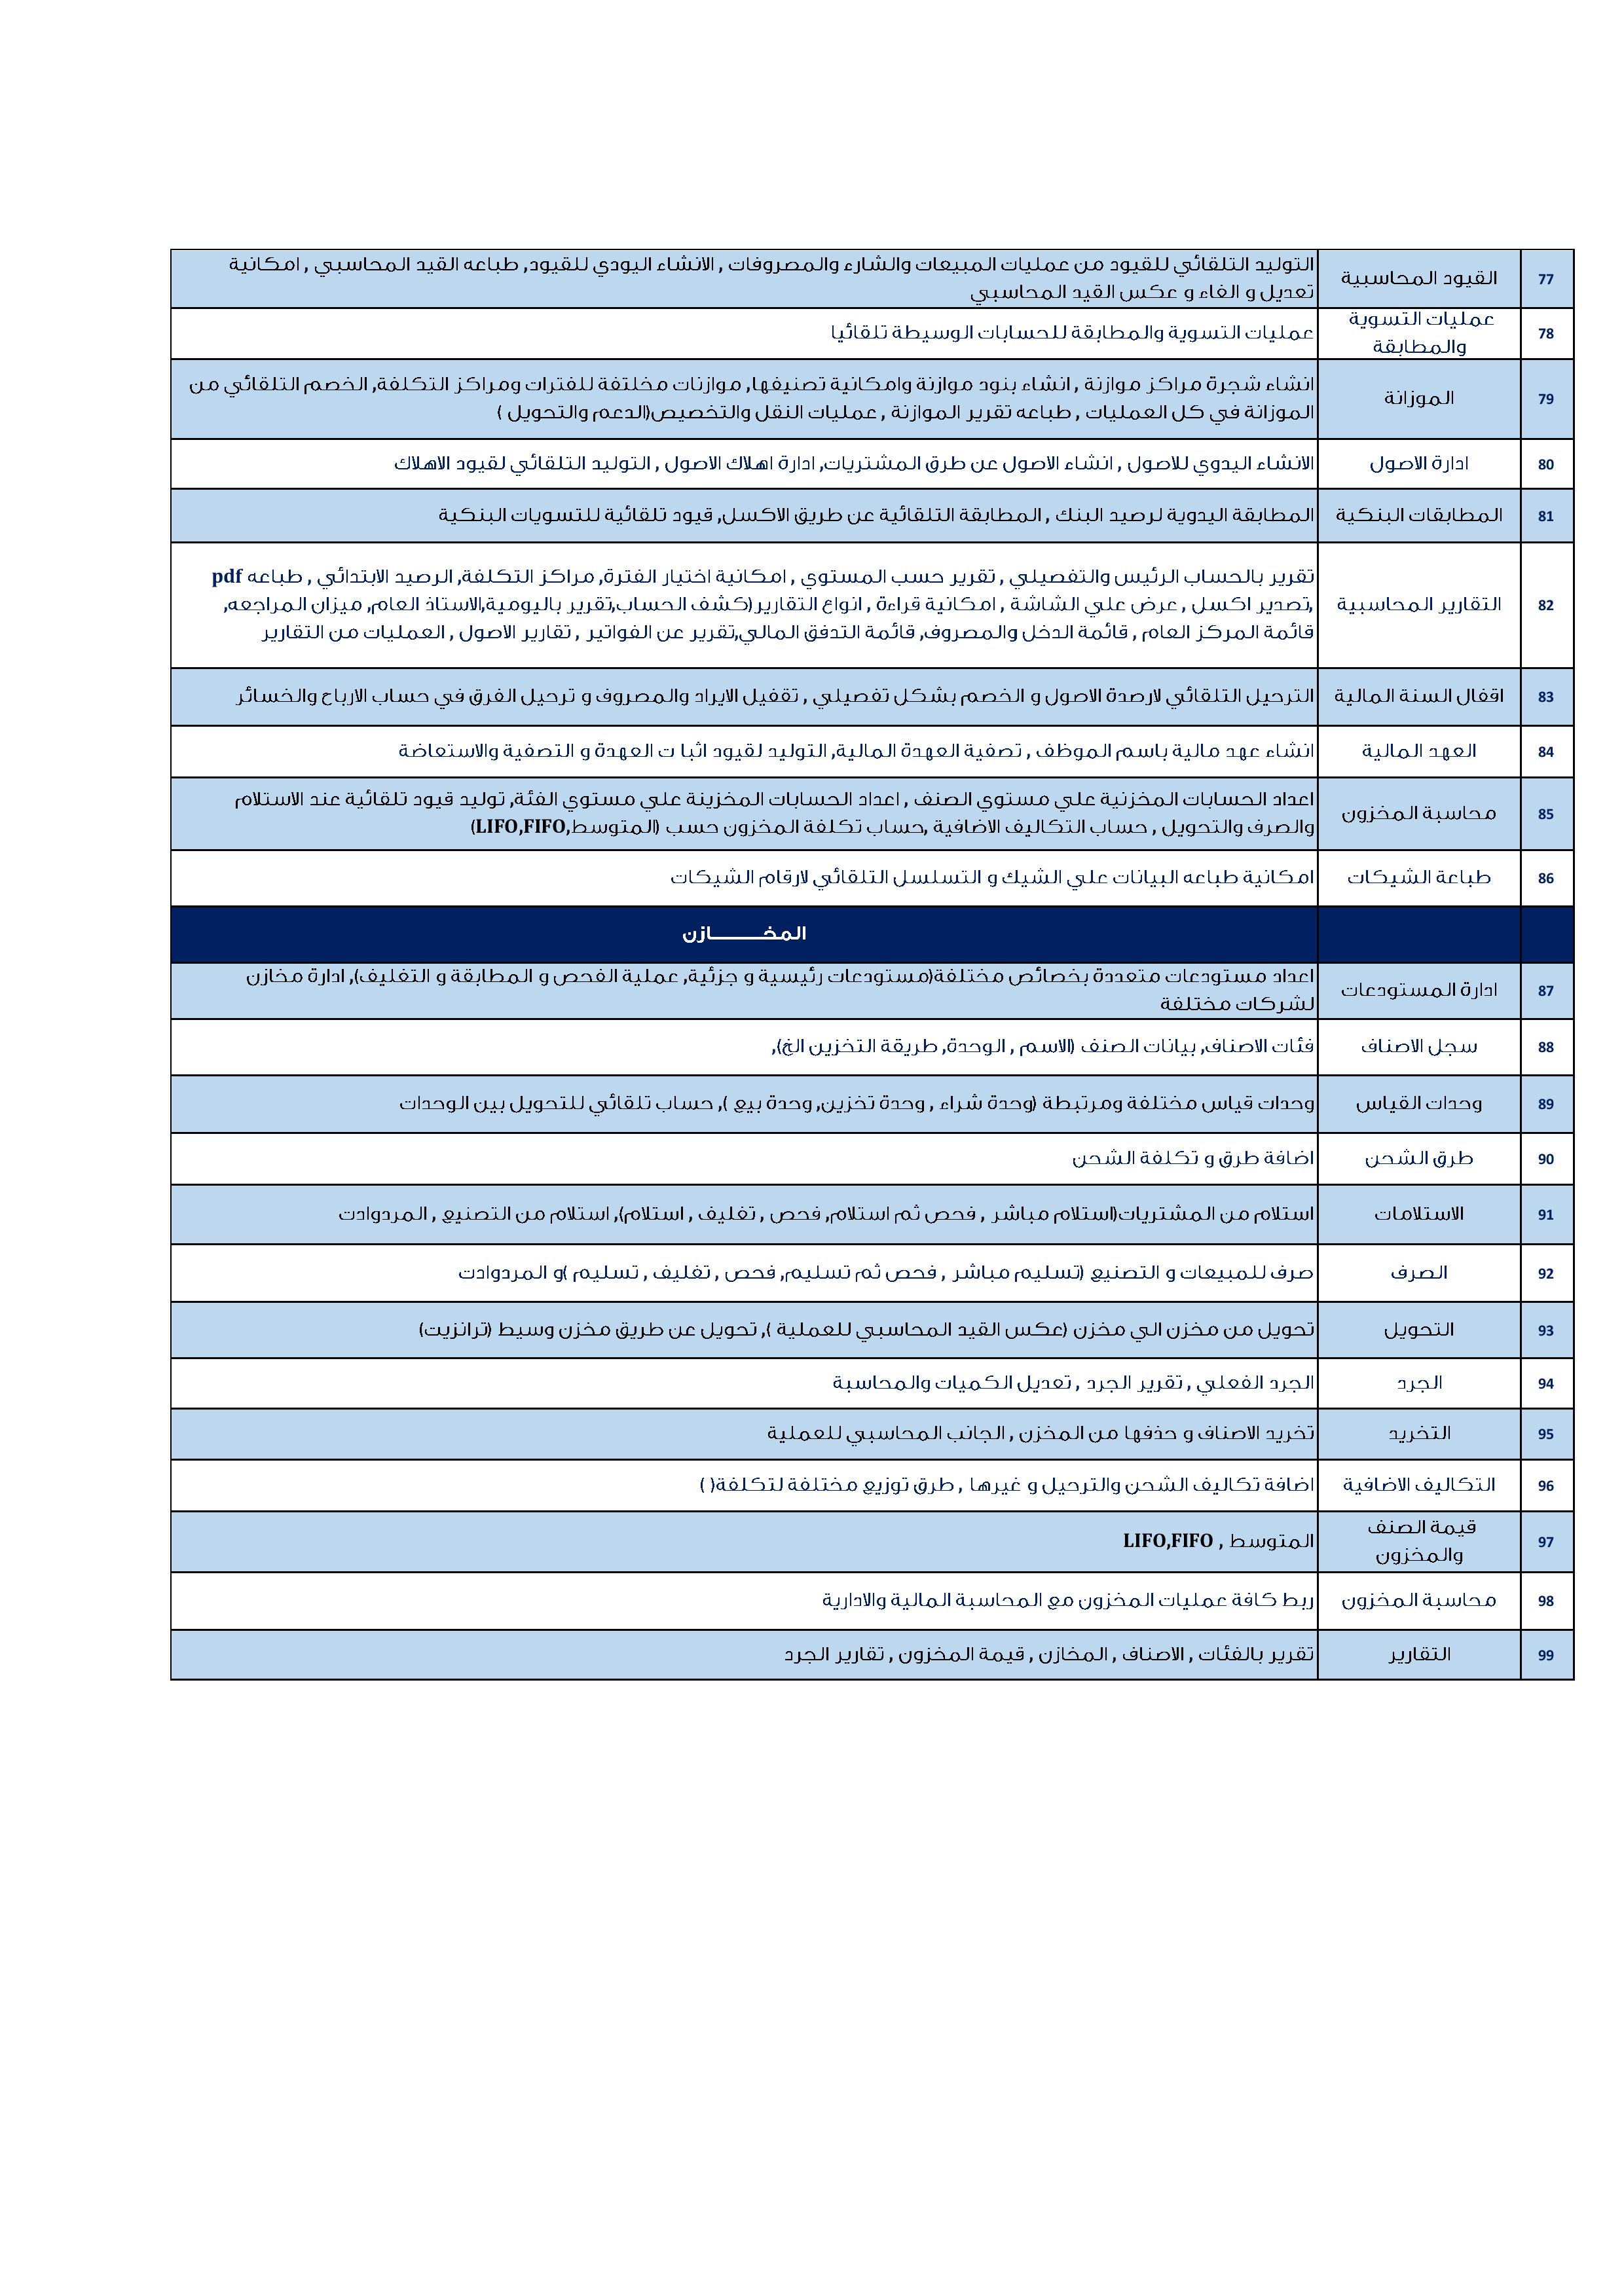 77 القيود المحاسبية التوليد التلقائي للقيود من عمليات المبيعات والشارء والمصروفات , الانشاء اليودي للقيود, طباعه القيد المحاسبي , امكانية
تعديل و الغاء و عكس القيد المحاسبي
78 عمليات التسوية
والمطابقة
عمليات التسوية والمطابقة للحسابات الوسيطة تلقائيا
79 الموزانة انشاء شجرة مراكز موازنة , انشاء بنود موازنة وامكانية تصنيفها, موازنات مخلتفة للفترات ومراكز التكلفة, الخصم التلقائي من
الموزانة في كل العمليات , طباعه تقرير الموازنة , عمليات النقل والتخصيص(الدعم والتحويل )
80 ادارة الاصول الانشاء اليدوي للاصول , انشاء الاصول عن طرق المشتريات, ادارة اهلاك الاصول , التوليد التلقائي لقيود الاهلاك
81 المطابقات البنكية المطابقة اليدوية لرصيد البنك , المطابقة التلقائية عن طريق الاكسل, قيود تلقائية للتسويات البنكية
82 التقارير المحاسبية تقرير بالحساب الرئيس والتفصيلي , تقرير حسب المستوي , امكانية اختيار الفترة, مراكز التكلفة, الرصيد الابتدائي , طباعه pdf
,تصدير اكسل , عرض علي الشاشة , امكانية قراءة , انواع التقارير(كشف الحساب,تقرير باليومية,الاستاذ العام, ميزان المراجعه,
قائمة المركز العام , قائمة الدخل والمصروف, قائمة التدفق المالي,تقرير عن الفواتير , تقارير الاصول , العمليات من التقارير
83 اقفال السنة المالية الترحيل التلقائي لارصدة الاصول و الخصم بشكل تفصيلي , تقفيل الايراد والمصروف و ترحيل الفرق في حساب الارباح والخسائر
84 العهد المالية انشاء عهد مالية باسم الموظف , تصفية العهدة المالية, التوليد لقيود اثبا ت العهدة و التصفية والاستعاضة
85 محاسبة المخزون اعداد الحسابات المخزنية علي مستوي الصنف , اعداد الحسابات المخزينة علي مستوي الفئة, توليد قيود تلقائية عند الاستلام
والصرف والتحويل , حساب التكاليف الاضافية ,حساب تكلفة المخزون حسب (المتوسط,LIFO,FIFO)
86 طباعة الشيكات امكانية طباعه البيانات علي الشيك و التسلسل التلقائي لارقام الشيكات
المخـــــــازن
87 ادارة المستودعات اعداد مستودعات متعددة بخصائص مختلفة(مستودعات رئيسية و جزئية, عملية الفحص و المطابقة و التغليف), ادارة مخازن
لشركات مختلفة
88 سجل الاصناف فئات الاصناف, بيانات الصنف (الاسم , الوحدة, طريقة التخزين الخ),
89 وحدات القياس وحدات قياس مختلفة ومرتبطة (وحدة شراء , وحدة تخزين, وحدة بيع ), حساب تلقائي للتحويل بين الوحدات
90 طرق الشحن اضافة طرق و تكلفة الشحن
91 الاستلامات استلام من المشتريات(استلام مباشر , فحص ثم استلام, فحص , تغليف , استلام), استلام من التصنيع , المردوادت
92 الصرف صرف للمبيعات و التصنيع (تسليم مباشر , فحص ثم تسليم, فحص , تغليف , تسليم )و المردوادت
93 التحويل تحويل من مخزن الي مخزن (عكس القيد المحاسبي للعملية ), تحويل عن طريق مخزن وسيط (ترانزيت)
94 الجرد الجرد الفعلي , تقرير الجرد , تعديل الكميات والمحاسبة
95 التخريد تخريد الاصناف و حذفها من المخزن , الجانب المحاسبي للعملية
96 التكاليف الاضافية اضافة تكاليف الشحن والترحيل و غيرها , طرق توزيع مختلفة لتكلفة( )
97 قيمة الصنف
والمخزون
المتوسط , LIFO,FIFO
98 محاسبة المخزون ربط كافة عمليات المخزون مع المحاسبة المالية والادارية
99 التقارير تقرير بالفئات , الاصناف , المخازن , قيمة المخزون , تقارير الجرد